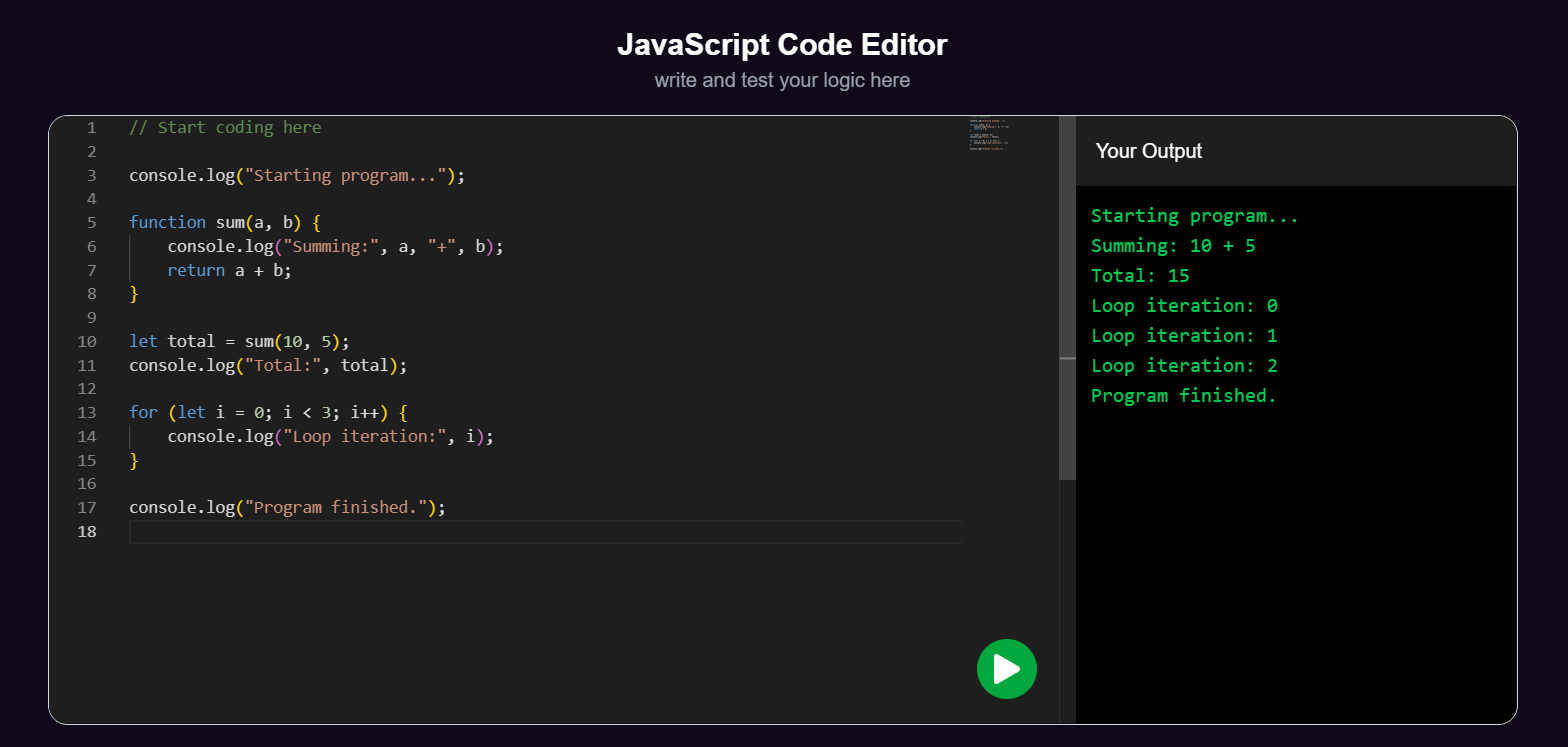 JavaScript Code Editor
write and test your logic here
1 // Start coding here
2
3 console.log("Starting program...");
4
5 function sum(a, b) {
6     console.log("Summing:", a, "+", b);
7     return a + b;
8 }
9
10 let total = sum(10, 5);
11 console.log("Total:", total);
12
13 for (let i = 0; i < 3; i++) {
14     console.log("Loop iteration:", i);
15 }
16
17 console.log("Program finished.");
18
Your Output
Starting program...
Summing: 10 + 5
Total: 15
Loop iteration: 0
Loop iteration: 1
Loop iteration: 2
Program finished.